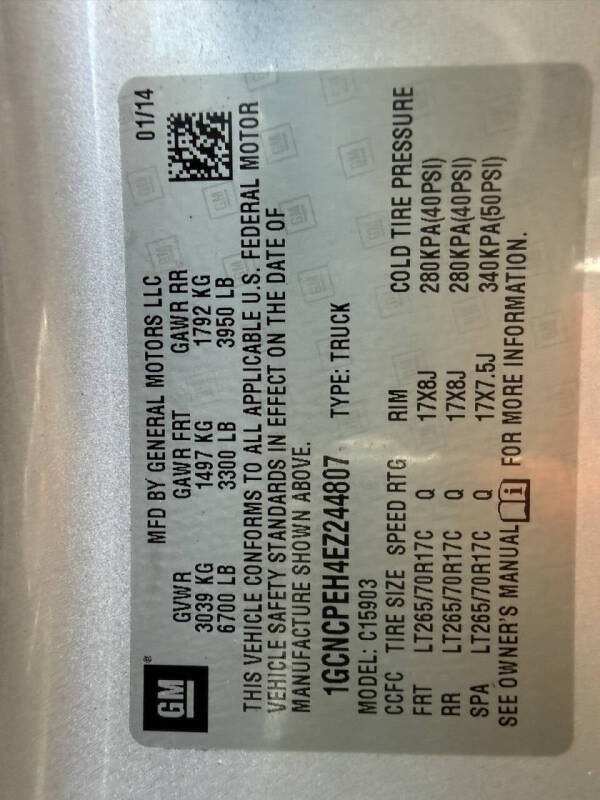 GM®
MFD BY GENERAL MOTORS LLC 01/14
GVWR GAWR FRT GAWR RR
3039 KG 1497 KG 1792 KG
6700 LB 3300 LB 3950 LB
THIS VEHICLE CONFORMS TO ALL APPLICABLE U.S. FEDERAL MOTOR
VEHICLE SAFETY STANDARDS IN EFFECT ON THE DATE OF
MANUFACTURE SHOWN ABOVE.
1GCNCPEH4EZ244807 TYPE: TRUCK
MODEL: C15903
CCFC TIRE SIZE SPEED RTG RIM COLD TIRE PRESSURE
FRT LT265/70R17C Q 17X8J 280KPA(40PSI)
RR LT265/70R17C Q 17X8J 280KPA(40PSI)
SPA LT265/70R17C Q 17X7.5J 340KPA(50PSI)
SEE OWNER'S MANUAL i FOR MORE INFORMATION.